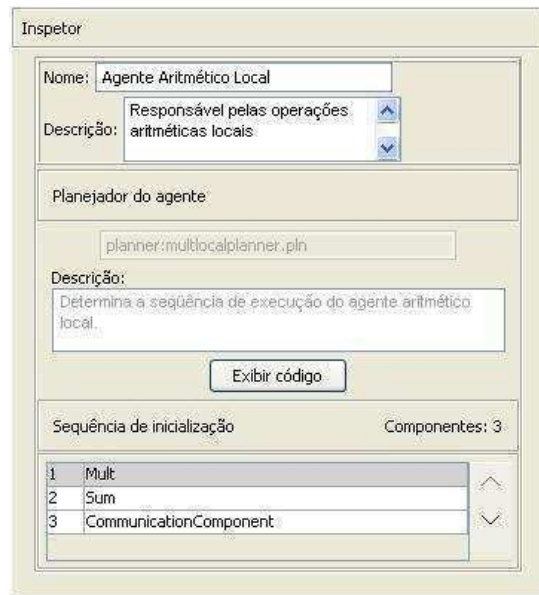 Inspetor
Nome: Agente Aritmético Local
Descrição: Responsável pelas operações
aritméticas locais
Planejador do agente
planner:multlocalplanner.pln
Descrição:
Determina a seqüência de execução do agente aritmético
local.
Exibir código
Sequência de inicialização Componentes: 3
1 Mult
2 Sum
3 CommunicationComponent